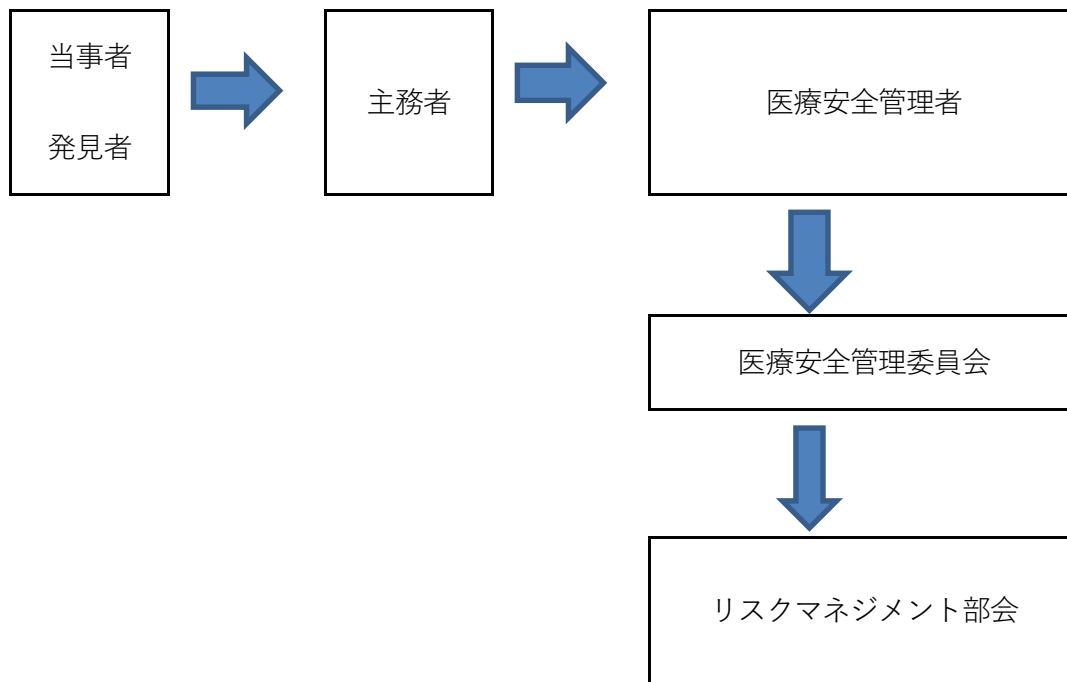 当事者
発見者
主務者
医療安全管理者
医療安全管理委員会
リスクマネジメント部会